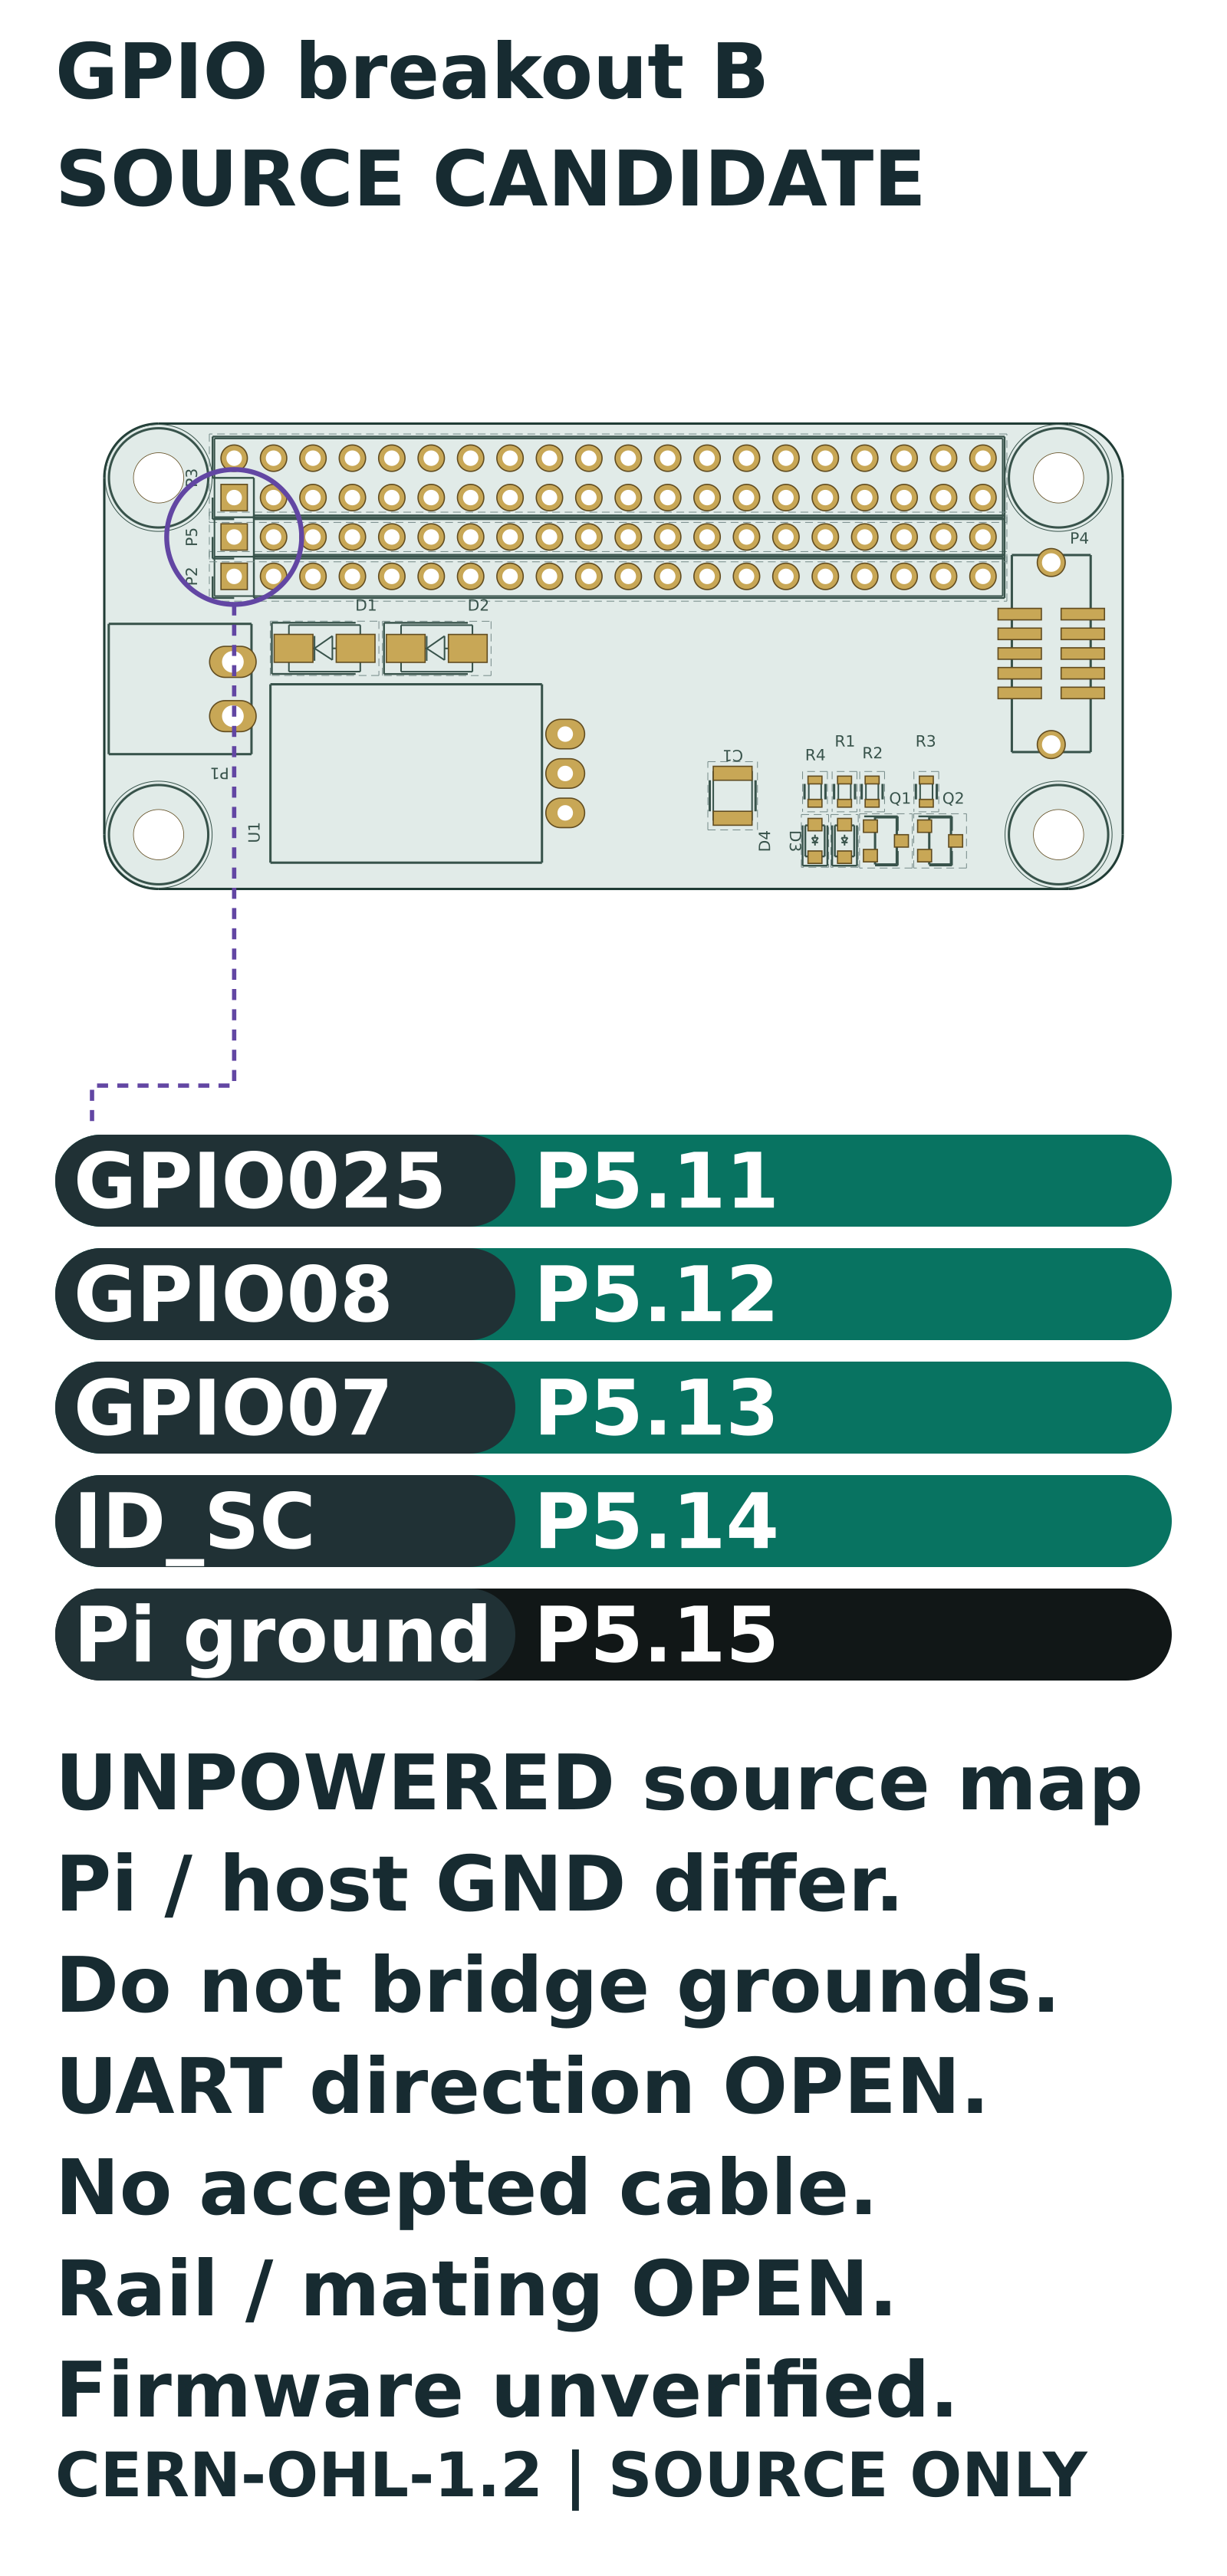 GPIO breakout B
SOURCE CANDIDATE
P3
P5
P2
P4
D1 D2
P1
U1
C1
D4
D3
R4
R1
R2
R3
Q1
Q2
GPIO025 P5.11
GPIO08 P5.12
GPIO07 P5.13
ID_SC P5.14
Pi ground P5.15
UNPOWERED source map
Pi / host GND differ.
Do not bridge grounds.
UART direction OPEN.
No accepted cable.
Rail / mating OPEN.
Firmware unverified.
CERN-OHL-1.2 | SOURCE ONLY